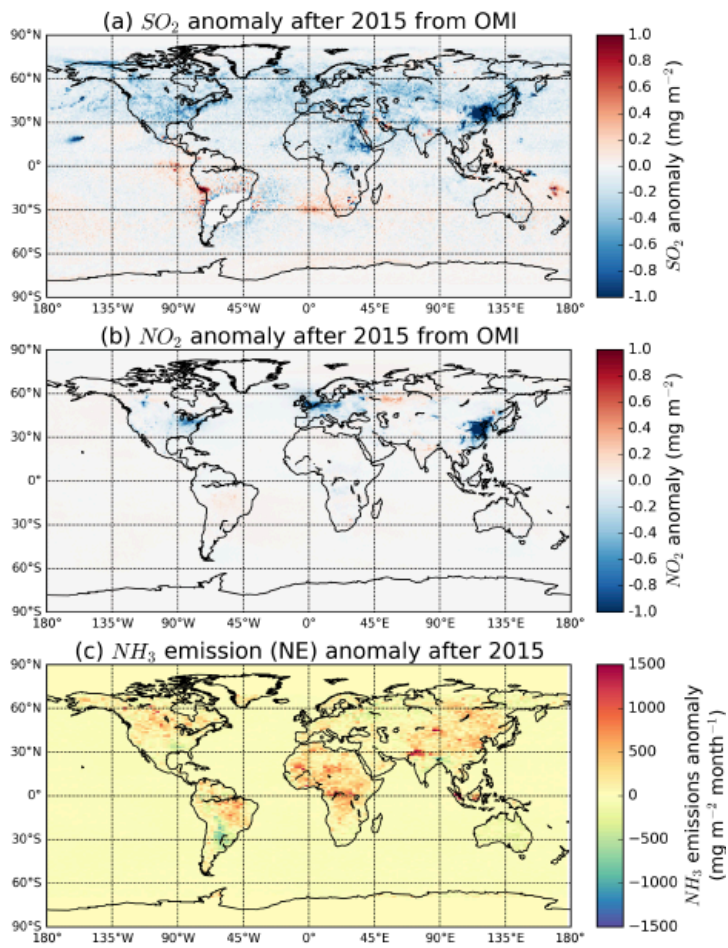 (a) SO2 anomaly after 2015 from OMI
90°N
60°N
30°N
0°
30°S
60°S
90°S
180° 135°W 90°W 45°W 0° 45°E 90°E 135°E 180°
1.0
0.8
0.6
0.4
0.2
0.0
-0.2
-0.4
-0.6
-0.8
-1.0
SO2 anomaly (mg m−2)
(b) NO2 anomaly after 2015 from OMI
90°N
60°N
30°N
0°
30°S
60°S
90°S
180° 135°W 90°W 45°W 0° 45°E 90°E 135°E 180°
1.0
0.8
0.6
0.4
0.2
0.0
-0.2
-0.4
-0.6
-0.8
-1.0
NO2 anomaly (mg m−2)
(c) NH3 emission (NE) anomaly after 2015
90°N
60°N
30°N
0°
30°S
60°S
90°S
180° 135°W 90°W 45°W 0° 45°E 90°E 135°E 180°
1500
1000
500
0
−500
−1000
−1500
NH3 emissions anomaly
(mg m−2 month−1)